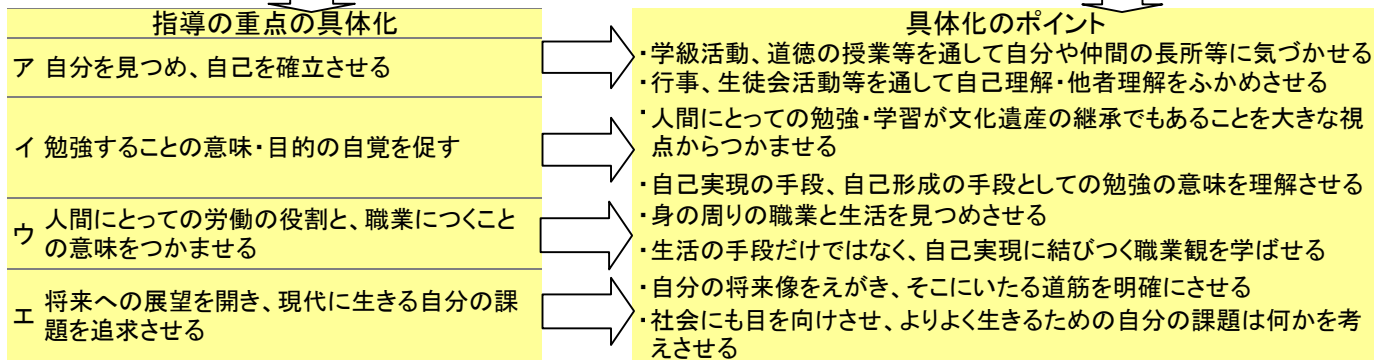 指導の重点の具体化
ア 自分を見つめ、自己を確立させる
イ 勉強することの意味・目的の自覚を促す
ウ 人間にとっての労働の役割と、職業につくこと
の意味をつかませる
エ 将来への展望を開き、現代に生きる自分の課
題を追求させる
具体化のポイント
・学級活動、道徳の授業等を通して自分や仲間の長所等に気づかせる
・行事、生徒会活動等を通して自己理解・他者理解をふかめさせる
・人間にとっての勉強・学習が文化遺産の継承でもあることを大きな視
点からつかませる
・自己実現の手段、自己形成の手段としての勉強の意味を理解させる
・身の周りの職業と生活を見つめさせる
・生活の手段だけではなく、自己実現に結びつく職業観を学ばせる
・自分の将来像をえがき、そこにいたる道筋を明確にさせる
・社会にも目を向けさせ、よりよく生きるための自分の課題は何かを考
えさせる